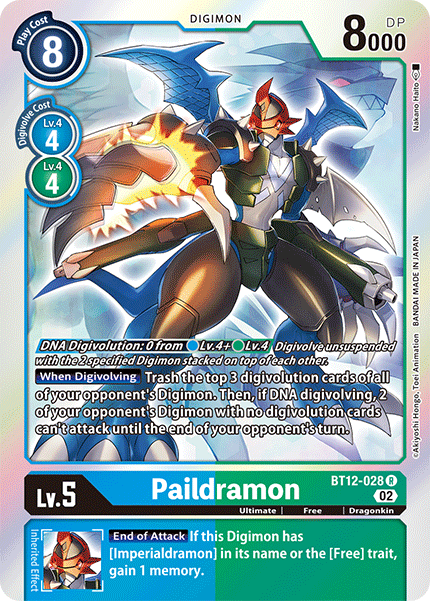 Play Cost
8
DIGIMON
DP
8000
Digivolve Cost
Lv.4
4
Lv.4
4
Nakano Haito
©Akiyoshi Hongo, Toei Animation BANDAI MADE IN JAPAN
DNA Digivolution: 0 from Lv.4+ Lv.4 Digivolve unsuspended
with the 2 specified Digimon stacked on top of each other.
When Digivolving Trash the top 3 digivolution cards of all
of your opponent's Digimon. Then, if DNA digivolving, 2
of your opponent's Digimon with no digivolution cards
can't attack until the end of your opponent's turn.
Lv.5
Paildramon
BT12-028 R
02
Ultimate | Free | Dragonkin
Inherited Effect
End of Attack If this Digimon has
[Imperialdramon] in its name or the [Free] trait,
gain 1 memory.